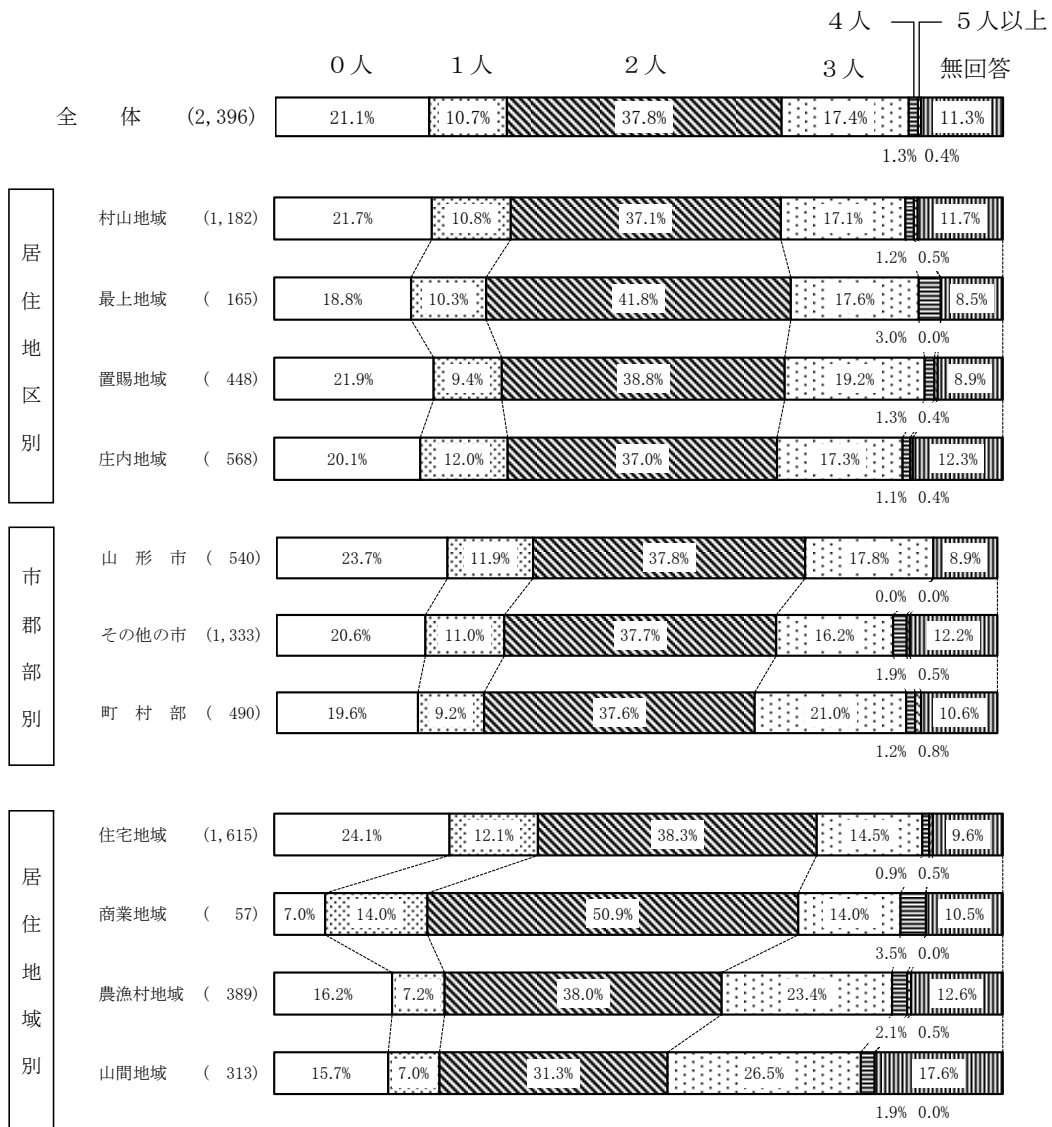 ４人 ５人以上
０人 １人 ２人 ３人 無回答
全 体 (2,396) 21.1% 10.7% 37.8% 17.4% 11.3%
1.3% 0.4%
居住地区別
村山地域 (1,182) 21.7% 10.8% 37.1% 17.1% 11.7%
1.2% 0.5%
最上地域 ( 165) 18.8% 10.3% 41.8% 17.6% 8.5%
3.0% 0.0%
置賜地域 ( 448) 21.9% 9.4% 38.8% 19.2% 8.9%
1.3% 0.4%
庄内地域 ( 568) 20.1% 12.0% 37.0% 17.3% 12.3%
1.1% 0.4%
市郡部別
山 形 市 ( 540) 23.7% 11.9% 37.8% 17.8% 8.9%
0.0% 0.0%
その他の市 (1,333) 20.6% 11.0% 37.7% 16.2% 12.2%
1.9% 0.5%
町 村 部 ( 490) 19.6% 9.2% 37.6% 21.0% 10.6%
1.2% 0.8%
居住地域別
住宅地域 (1,615) 24.1% 12.1% 38.3% 14.5% 9.6%
0.9% 0.5%
商業地域 ( 57) 7.0% 14.0% 50.9% 14.0% 10.5%
3.5% 0.0%
農漁村地域 ( 389) 16.2% 7.2% 38.0% 23.4% 12.6%
2.1% 0.5%
山間地域 ( 313) 15.7% 7.0% 31.3% 26.5% 17.6%
1.9% 0.0%